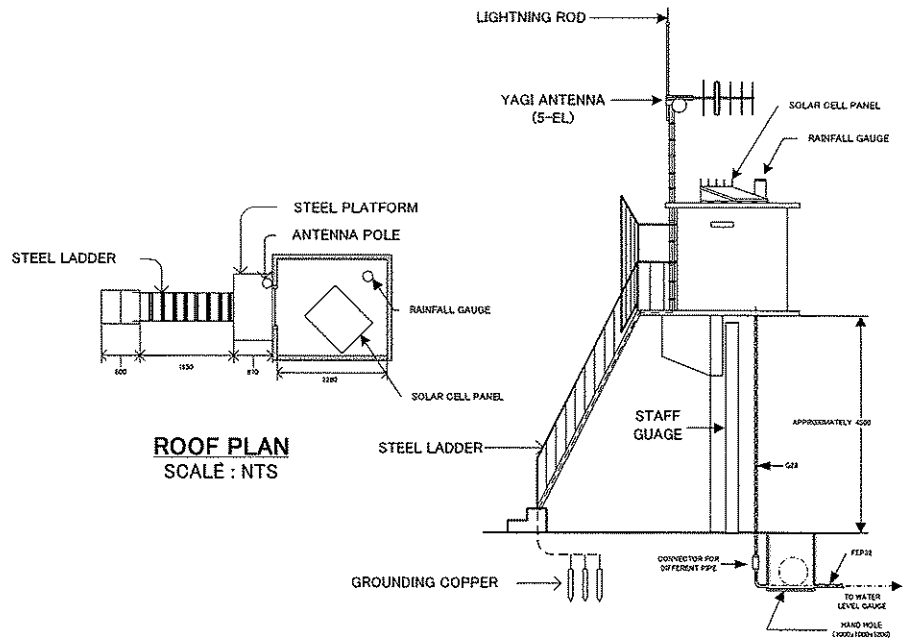 LIGHTNING ROD
YAGI ANTENNA
(5-EL)
SOLAR CELL PANEL
RAINFALL GAUGE
STEEL PLATFORM
ANTENNA POLE
STEEL LADDER
RAINFALL GAUGE
600
870
2280
SOLAR CELL PANEL
ROOF PLAN
SCALE : NTS
STAFF
GUAGE
STEEL LADDER
APPROXIMATELY 4500
G28
CONNECTOR FOR
DIFFERENT PIPE
FEP32
GROUNDING COPPER
TO WATER
LEVEL GAUGE
HAND HOLE
(1000x1000x1200)